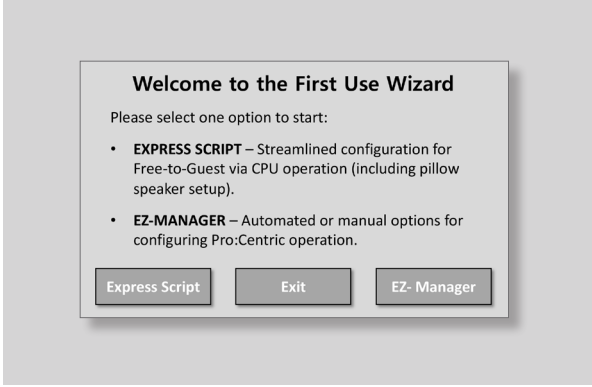 Welcome to the First Use Wizard
Please select one option to start:
• EXPRESS SCRIPT – Streamlined configuration for
Free-to-Guest via CPU operation (including pillow
speaker setup).
• EZ-MANAGER – Automated or manual options for
configuring Pro:Centric operation.
Express Script Exit EZ- Manager